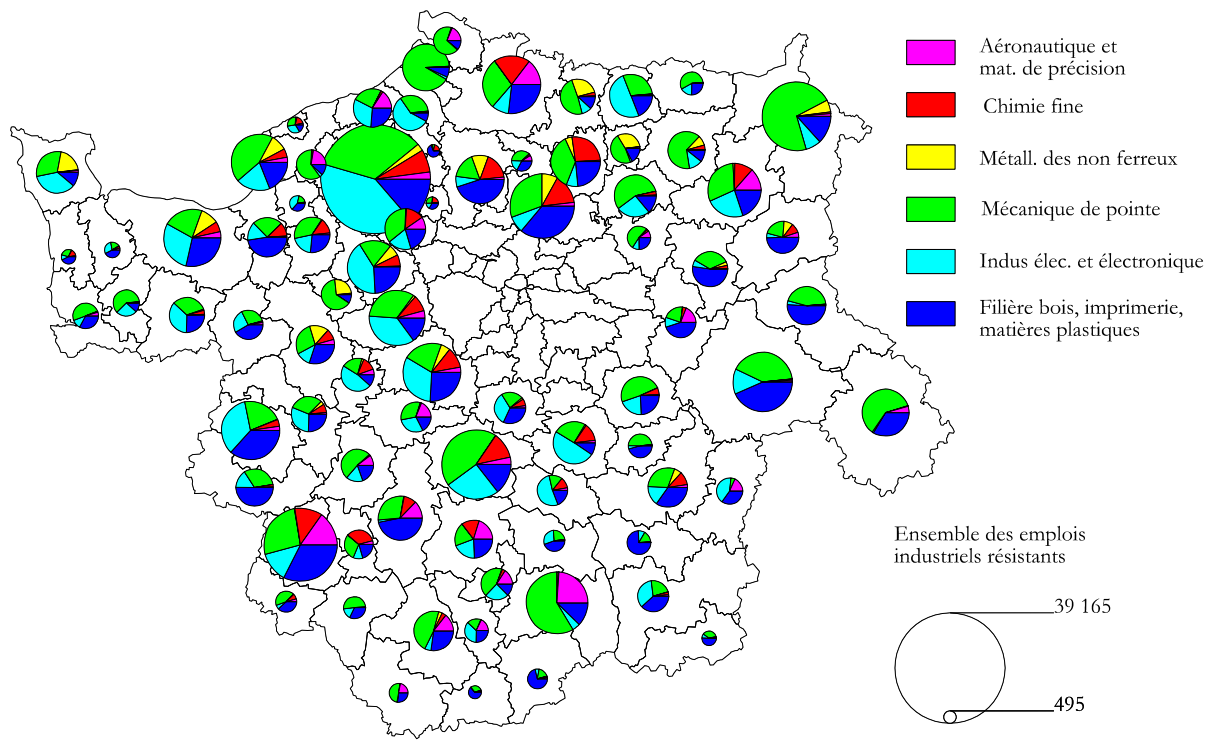 Aéronautique et
mat. de précision
Chimie fine
Métall. des non ferreux
Mécanique de pointe
Indus élec. et électronique
Filière bois, imprimerie,
matières plastiques
Ensemble des emplois
industriels résistants
39 165
495